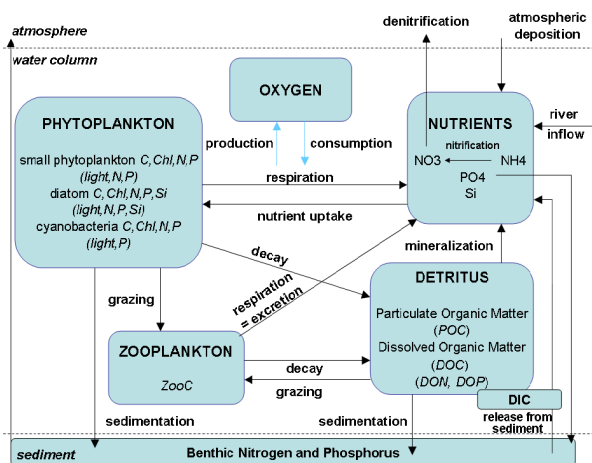 denitrification
atmospheric
deposition
atmosphere
water column
OXYGEN
PHYTOPLANKTON
small phytoplankton C,Chl,N,P
(light,N,P)
diatom C,Chl,N,P,Si
(light,N,P,Si)
cyanobacteria C,Chl,N,P
(light,P)
production
consumption
NUTRIENTS
nitrification
NO3
NH4
PO4
Si
river
inflow
respiration
nutrient uptake
decay
mineralization
grazing
respiration
= excretion
DETRITUS
Particulate Organic Matter
(POC)
Dissolved Organic Matter
(DOC)
(DON, DOP)
ZOOPLANKTON
ZooC
decay
grazing
DIC
release from
sediment
sedimentation
sedimentation
sediment
Benthic Nitrogen and Phosphorus